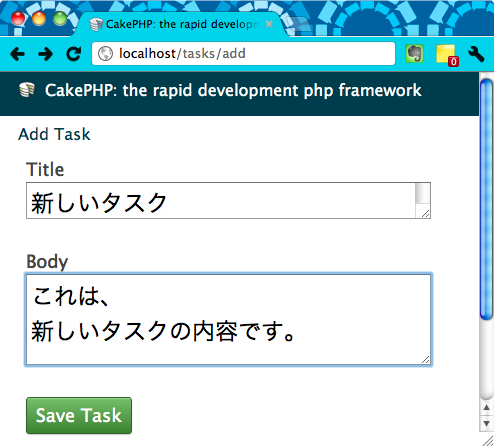 CakePHP: the rapid developm
localhost/tasks/add
0
CakePHP: the rapid development php framework
Add Task
Title
新しいタスク
Body
これは、
新しいタスクの内容です。
Save Task